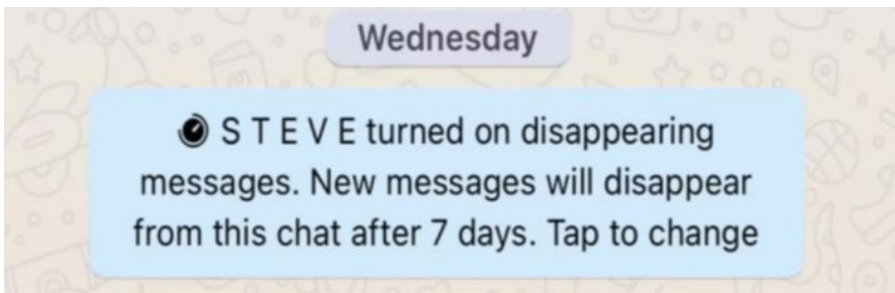 Wednesday
S T E V E turned on disappearing
messages. New messages will disappear
from this chat after 7 days. Tap to change